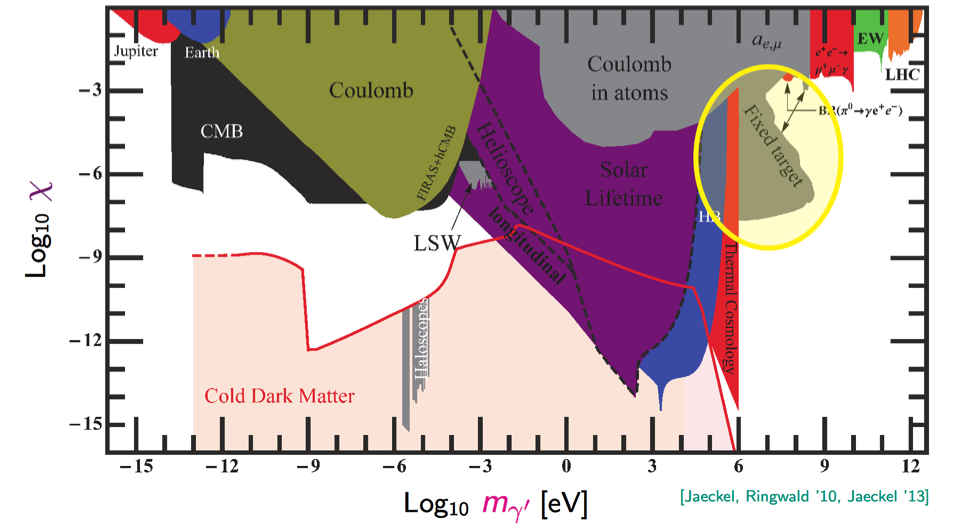 Jupiter
Earth
a_{e,μ}
e⁺e⁻→
μ⁺μ⁻γ
EW
LHC
Coulomb
Coulomb
in atoms
CMB
FIRAS+hCMB
Helioscope
Solar
Lifetime
Fixed target
BR(π⁰→γe⁺e⁻)
LSW
longitudinal
HB
Thermal Cosmology
Haloscopes
Cold Dark Matter
Log₁₀ χ
−3
−6
−9
−12
−15
−15 −12 −9 −6 −3 0 3 6 9 12
Log₁₀ m_{γ′} [eV]
[Jaeckel, Ringwald '10, Jaeckel '13]